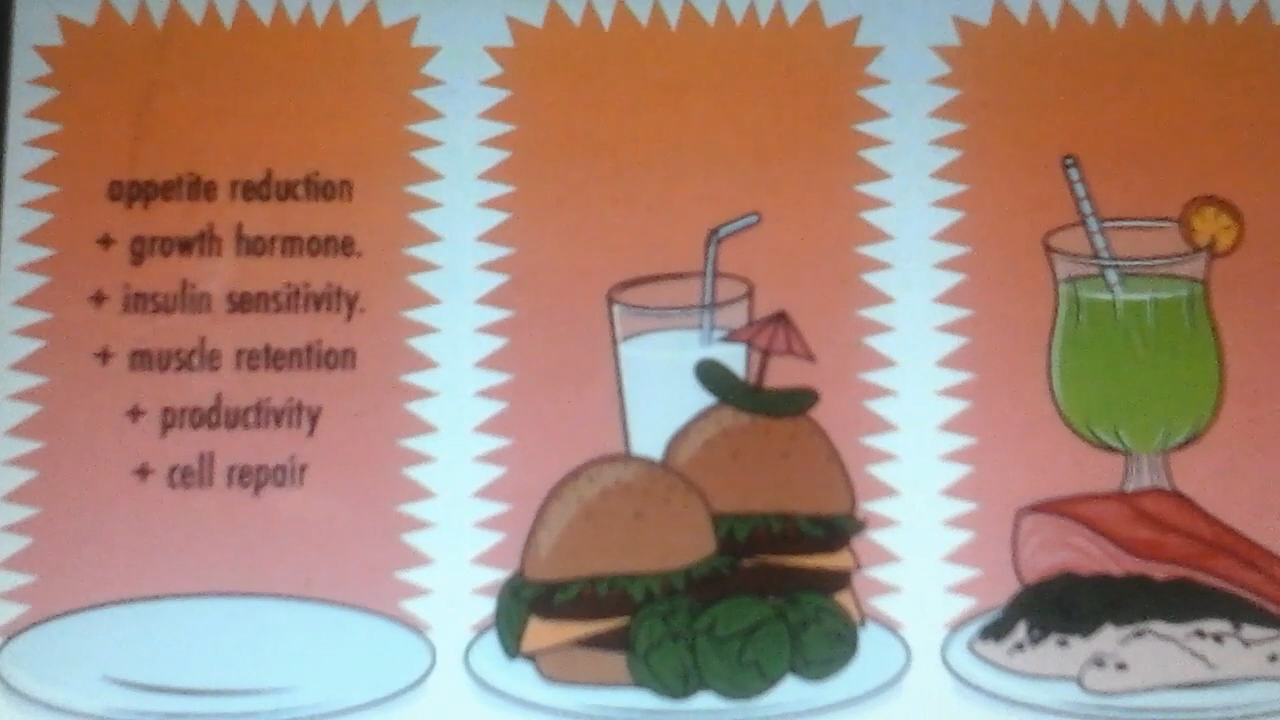 appetite reduction
+ growth hormone.
+ insulin sensitivity.
+ muscle retention
+ productivity
+ cell repair